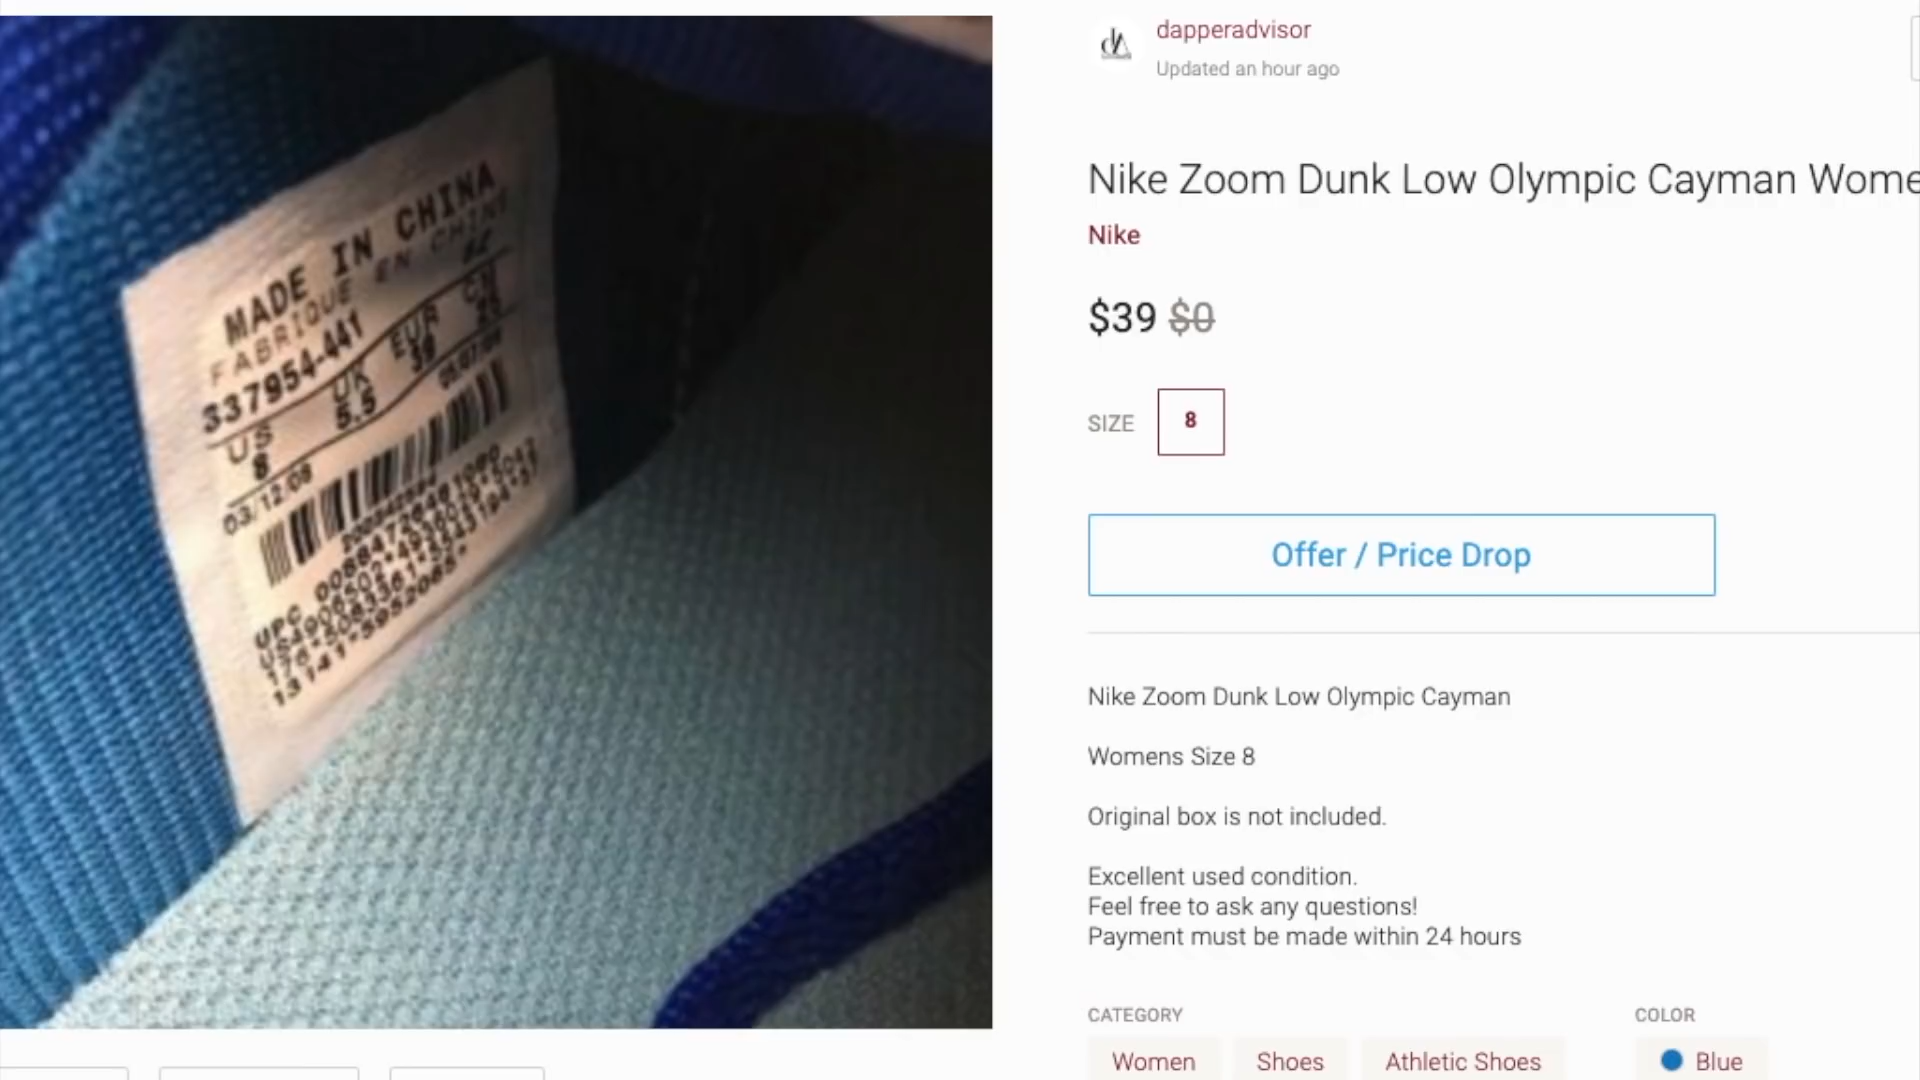 MADE IN CHINA
FABRIQUE EN CHINE
337954-441
US UK EUR CN
8 5.5 39
03/12/08
UPC
dA
dapperadvisor
Updated an hour ago
Nike Zoom Dunk Low Olympic Cayman Wome
Nike
$39 $0
SIZE 8
Offer / Price Drop
Nike Zoom Dunk Low Olympic Cayman
Womens Size 8
Original box is not included.
Excellent used condition.
Feel free to ask any questions!
Payment must be made within 24 hours
CATEGORY COLOR
Women Shoes Athletic Shoes Blue